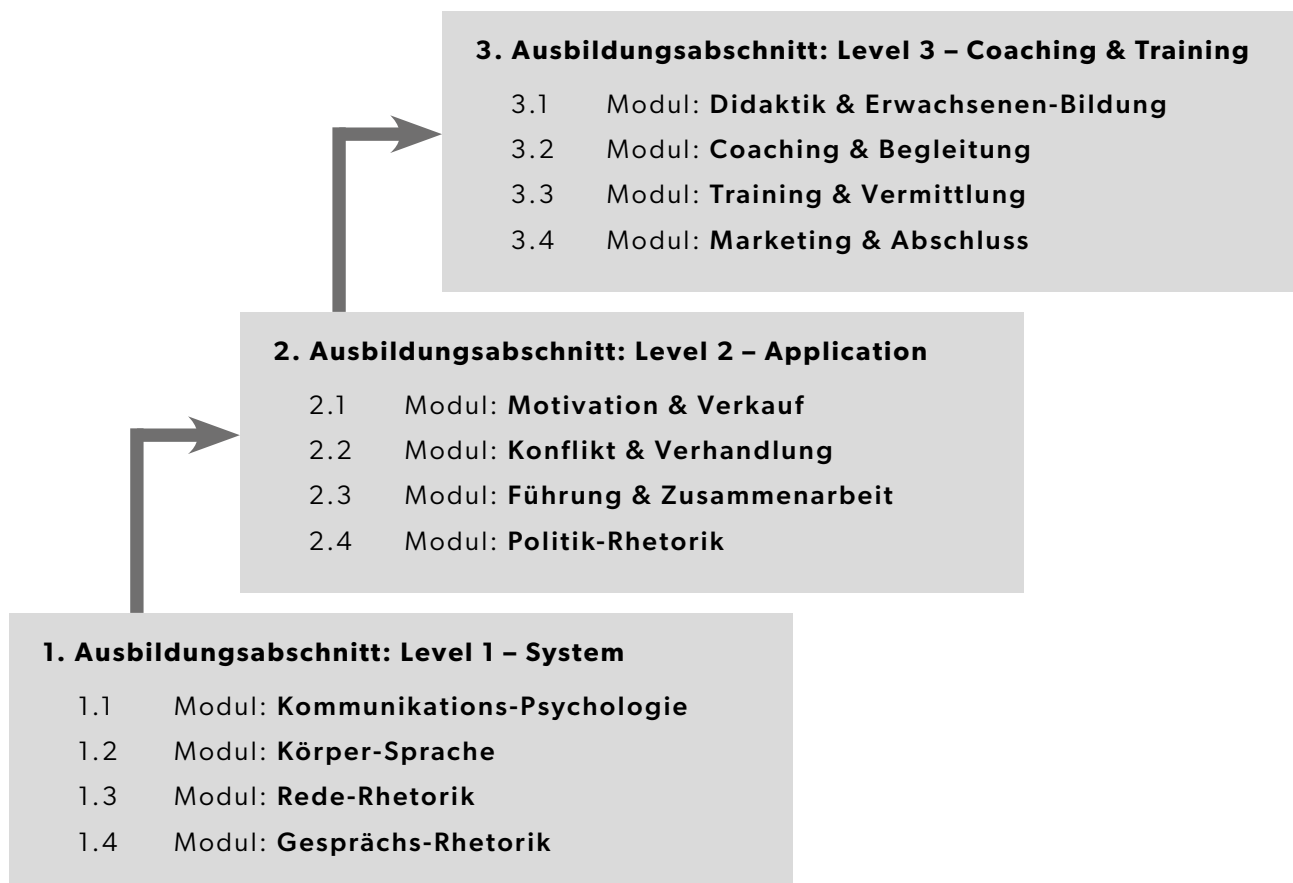 3. Ausbildungsabschnitt: Level 3 – Coaching & Training
3.1 Modul: Didaktik & Erwachsenen-Bildung
3.2 Modul: Coaching & Begleitung
3.3 Modul: Training & Vermittlung
3.4 Modul: Marketing & Abschluss
2. Ausbildungsabschnitt: Level 2 – Application
2.1 Modul: Motivation & Verkauf
2.2 Modul: Konflikt & Verhandlung
2.3 Modul: Führung & Zusammenarbeit
2.4 Modul: Politik-Rhetorik
1. Ausbildungsabschnitt: Level 1 – System
1.1 Modul: Kommunikations-Psychologie
1.2 Modul: Körper-Sprache
1.3 Modul: Rede-Rhetorik
1.4 Modul: Gesprächs-Rhetorik